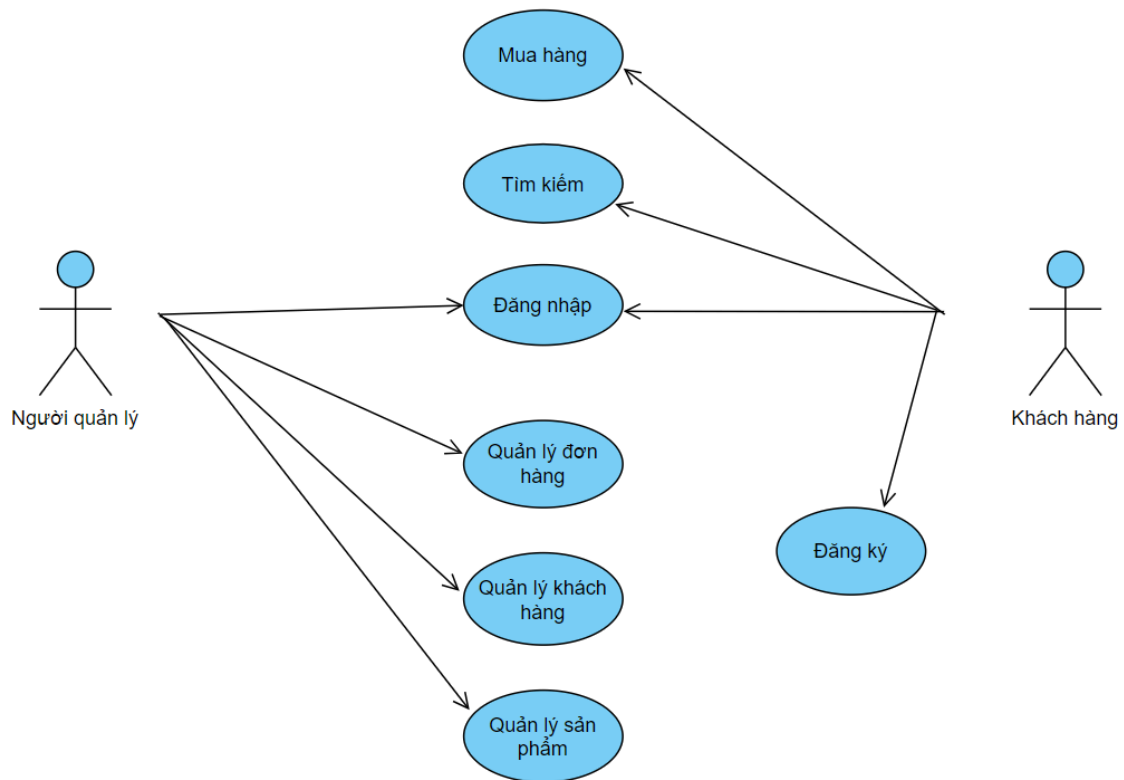 Mua hàng
Tìm kiếm
Đăng nhập
Người quản lý
Khách hàng
Quản lý đơn
hàng
Đăng ký
Quản lý khách
hàng
Quản lý sản
phẩm